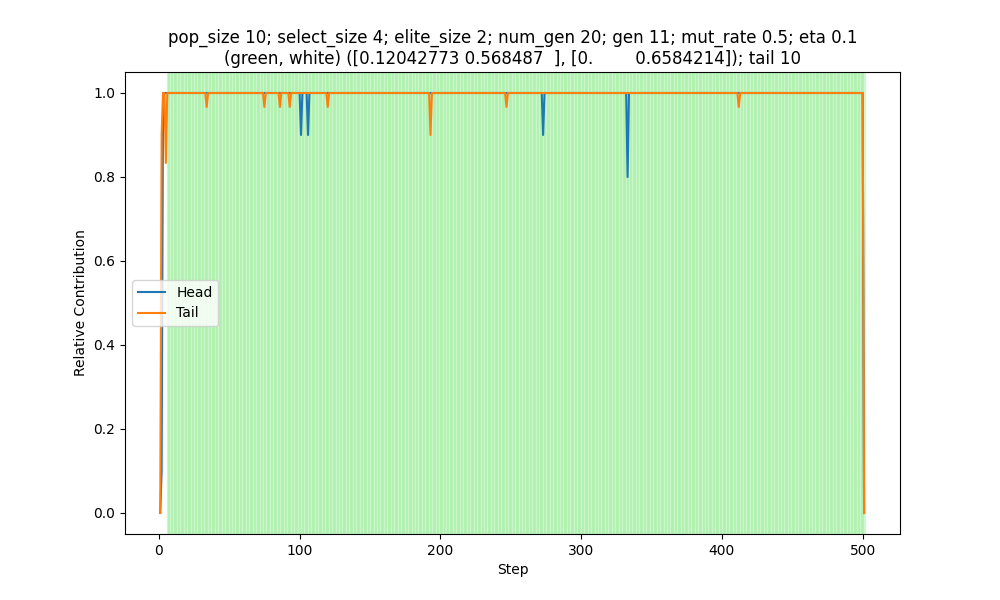 pop_size 10; select_size 4; elite_size 2; num_gen 20; gen 11; mut_rate 0.5; eta 0.1
(green, white) ([0.12042773 0.568487  ], [0.        0.6584214]); tail 10
1.0
0.8
0.6
0.4
0.2
0.0
Relative Contribution
Head
Tail
0 100 200 300 400 500
Step